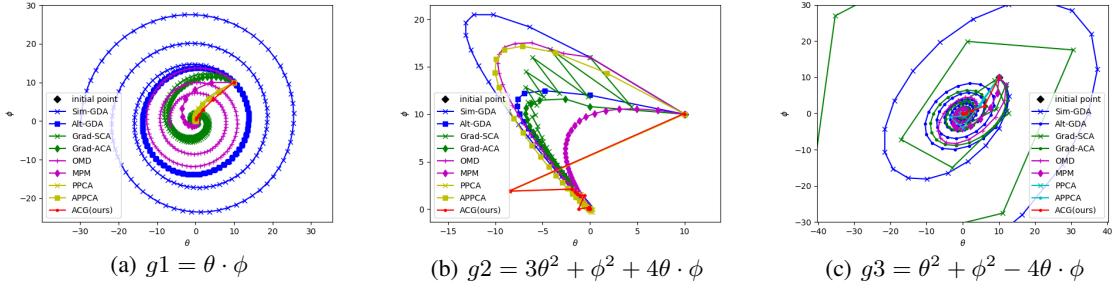 30
20
10
0
−10
−20
−30 −20 −10 0 10 20 30
θ
ϕ
initial point
Sim-GDA
Alt-GDA
Grad-SCA
Grad-ACA
OMD
MPM
PPCA
APPCA
ACG(ours)
(a) g1 = θ · ϕ
20
15
10
5
0
−15 −10 −5 0 5 10
θ
ϕ
initial point
Sim-GDA
Alt-GDA
Grad-SCA
Grad-ACA
OMD
MPM
PPCA
APPCA
ACG(ours)
(b) g2 = 3θ² + ϕ² + 4θ · ϕ
30
20
10
0
−10
−20
−30
−40 −30 −20 −10 0 10 20 30 40
θ
ϕ
initial point
Sim-GDA
Alt-GDA
Grad-SCA
Grad-ACA
OMD
MPM
PPCA
APPCA
ACG(ours)
(c) g3 = θ² + ϕ² − 4θ · ϕ